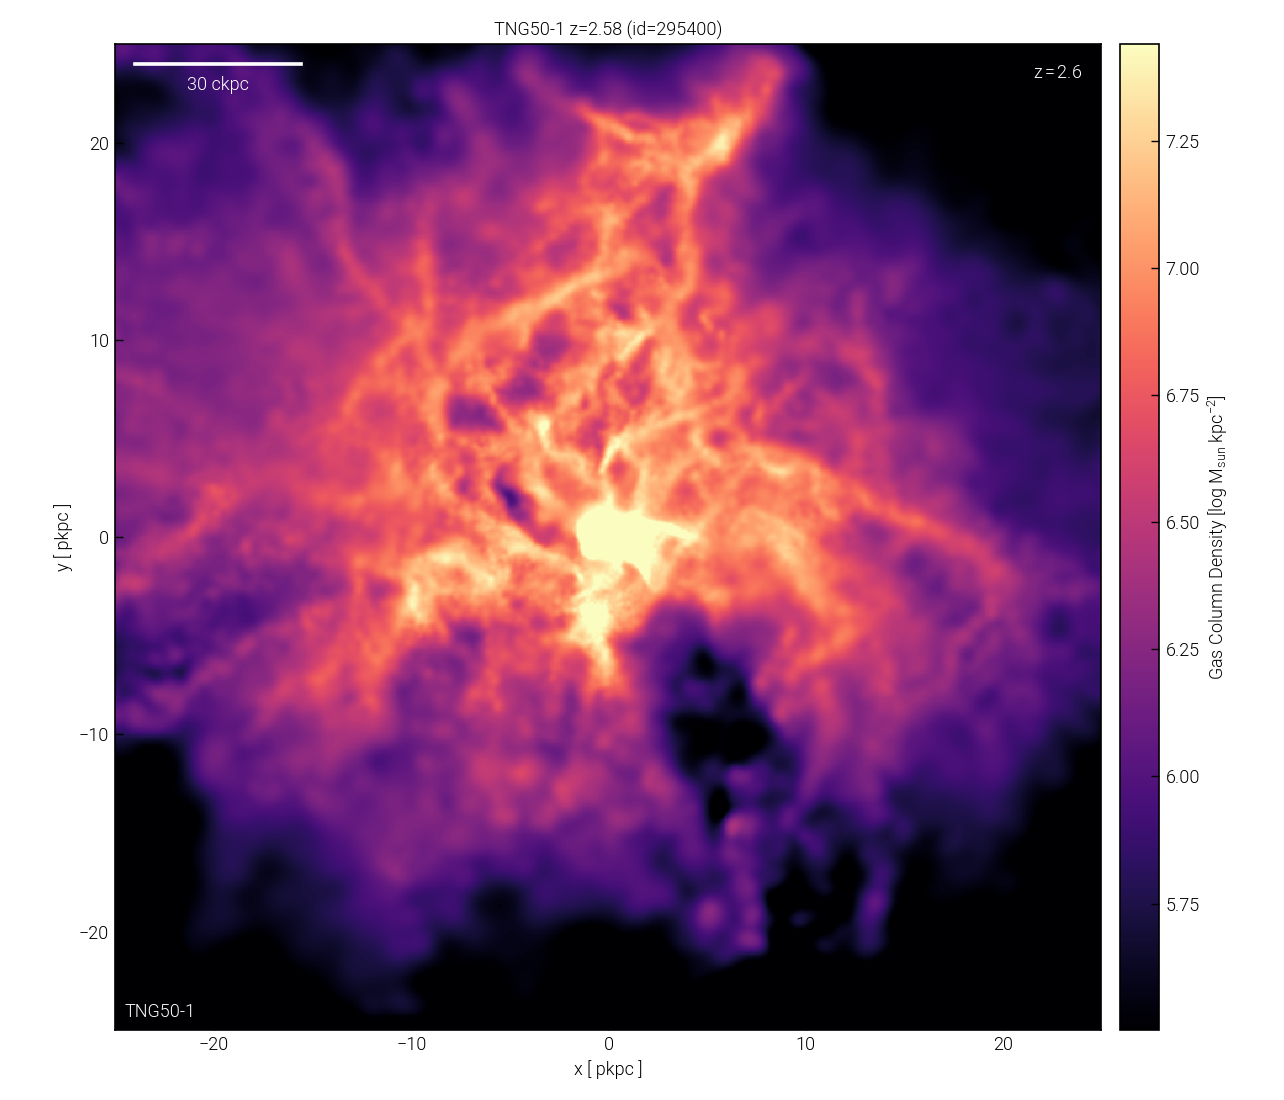 TNG50-1 z=2.58 (id=295400)
30 ckpc
z=2.6
20
10
0
−10
−20
y [ pkpc ]
TNG50-1
−20
−10
0
10
20
x [ pkpc ]
7.25
7.00
6.75
6.50
6.25
6.00
5.75
Gas Column Density [log M_sun kpc^−2]